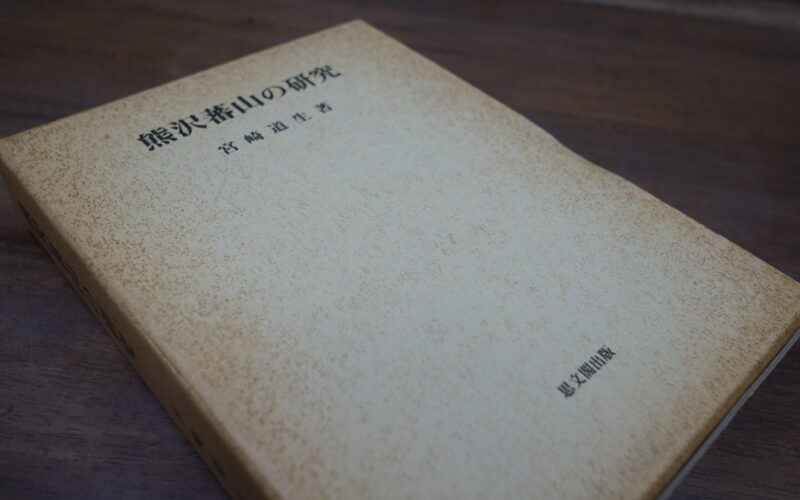 熊沢蕃山の研究
宮崎道生著
思文閣出版